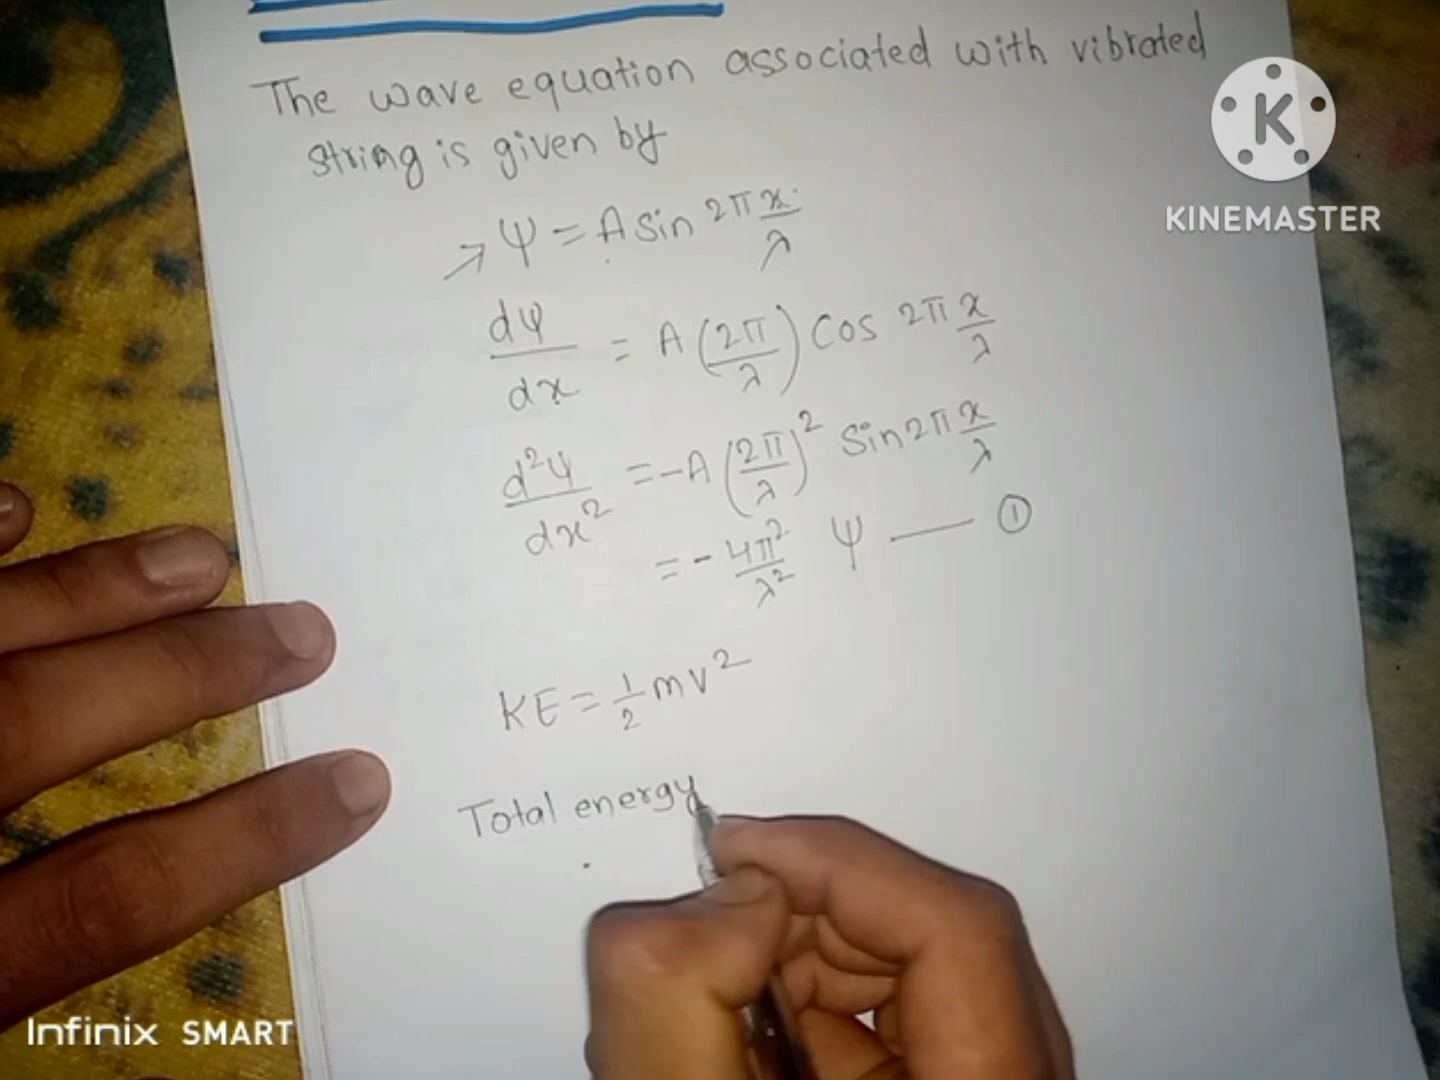 The wave equation associated with vibrated
string is given by
K
KINEMASTER
→ Ψ = A Sin 2π x/λ
dψ/dx = A (2π/λ) Cos 2π x/λ
d²ψ/dx² = -A (2π/λ)² Sin 2π x/λ
= - 4π²/λ² Ψ — ①
KE = 1/2 mv²
Total energy
Infinix SMART